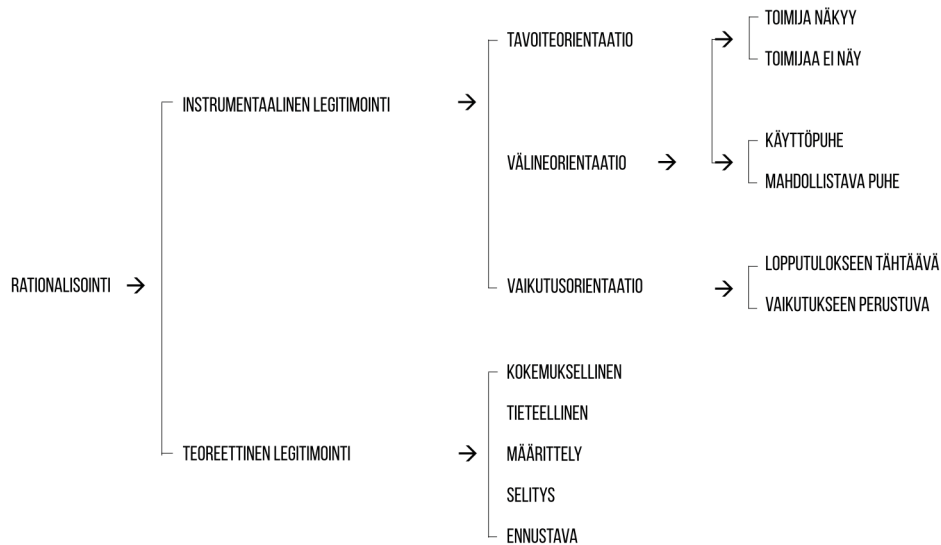 RATIONALISOINTI
INSTRUMENTAALINEN LEGITIMOINTI
TAVOITEORIENTAATIO
VÄLINEORIENTAATIO
TOIMIJA NÄKYY
TOIMIJAA EI NÄY
KÄYTTÖPUHE
MAHDOLLISTAVA PUHE
VAIKUTUSORIENTAATIO
LOPPUTULOKSEEN TÄHTÄÄVÄ
VAIKUTUKSEEN PERUSTUVA
TEOREETTINEN LEGITIMOINTI
KOKEMUKSELLINEN
TIETEELLINEN
MÄÄRITTELY
SELITYS
ENNUSTAVA